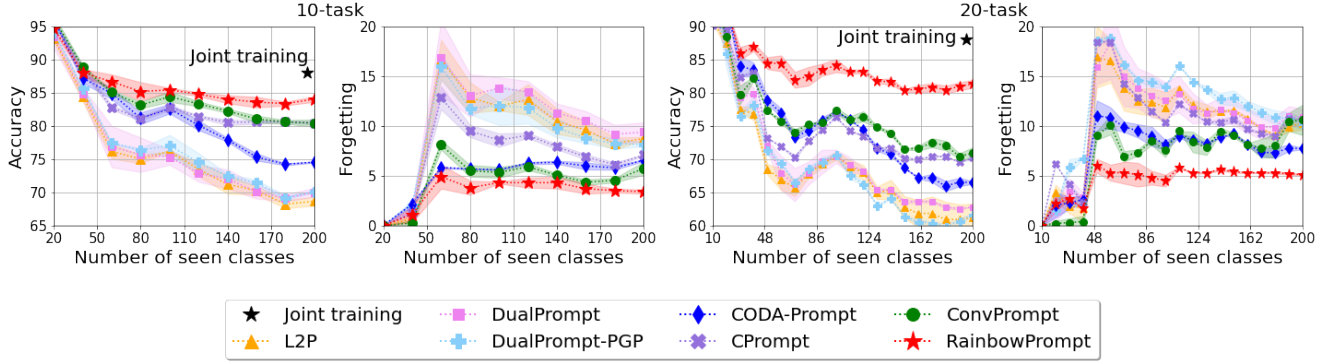 10-task
20-task
Accuracy
95
90
85
80
75
70
65
Joint training
20 50 80 110 140 170 200
Number of seen classes
Forgetting
20
15
10
5
0
20 50 80 110 140 170 200
Number of seen classes
Accuracy
95
90
85
80
75
70
65
60
Joint training
10 48 86 124 162 200
Number of seen classes
Forgetting
20
15
10
5
0
10 48 86 124 162 200
Number of seen classes
Joint training
DualPrompt
CODA-Prompt
ConvPrompt
L2P
DualPrompt-PGP
CPrompt
RainbowPrompt